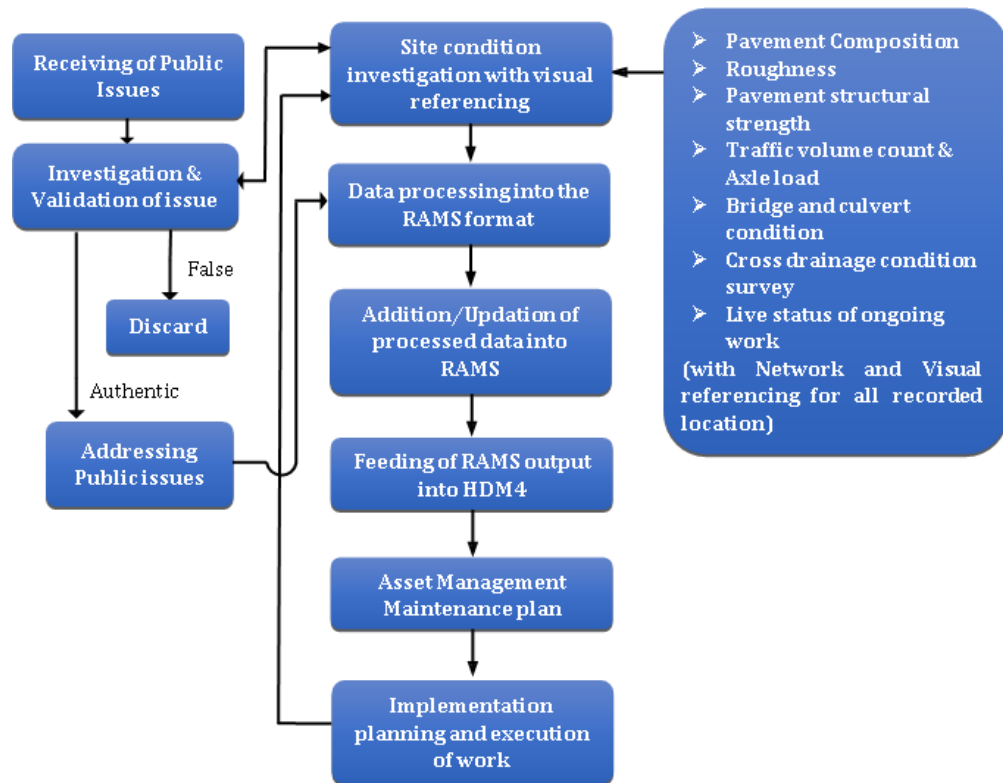 Receiving of Public
Issues
Investigation &
Validation of issue
False
Discard
Authentic
Addressing
Public issues
Site condition
investigation with visual
referencing
Data processing into the
RAMS format
Addition/Updation of
processed data into
RAMS
Feeding of RAMS output
into HDM4
Asset Management
Maintenance plan
Implementation
planning and execution
of work
➢ Pavement Composition
➢ Roughness
➢ Pavement structural
strength
➢ Traffic volume count &
Axle load
➢ Bridge and culvert
condition
➢ Cross drainage condition
survey
➢ Live status of ongoing
work
(with Network and Visual
referencing for all recorded
location)